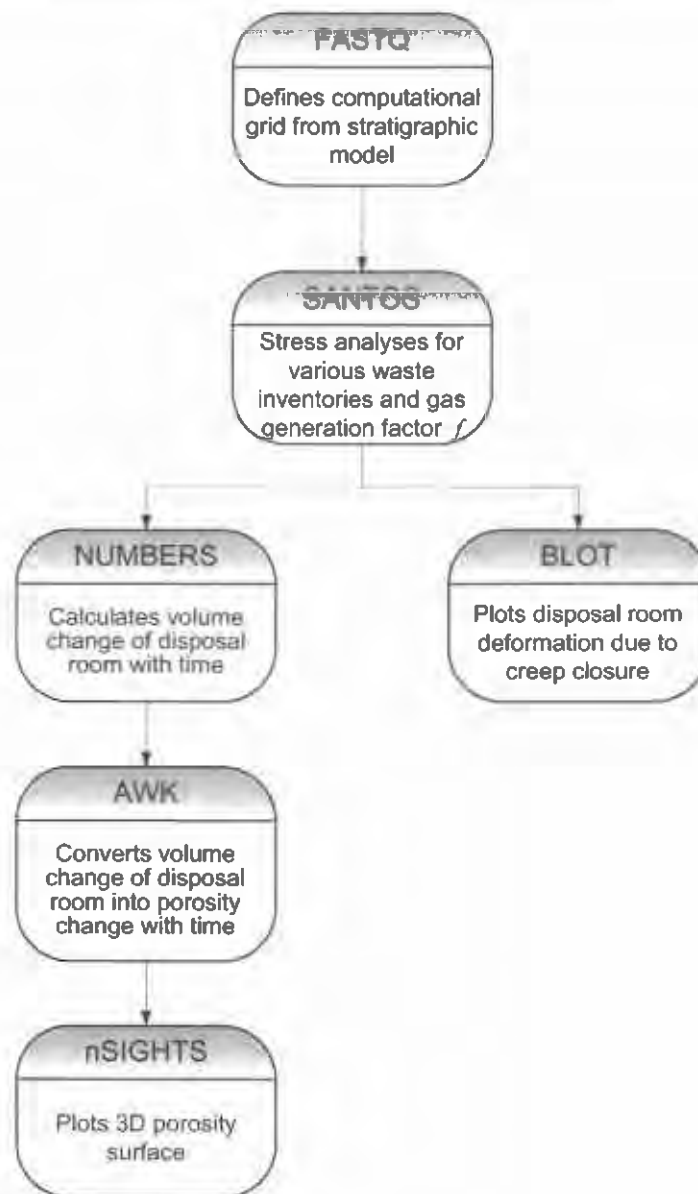 FASTQ
Defines computational
grid from stratigraphic
model
SANTOS
Stress analyses for
various waste
inventories and gas
generation factor f
NUMBERS
Calculates volume
change of disposal
room with time
BLOT
Plots disposal room
deformation due to
creep closure
AWK
Converts volume
change of disposal
room into porosity
change with time
nSIGHTS
Plots 3D porosity
surface